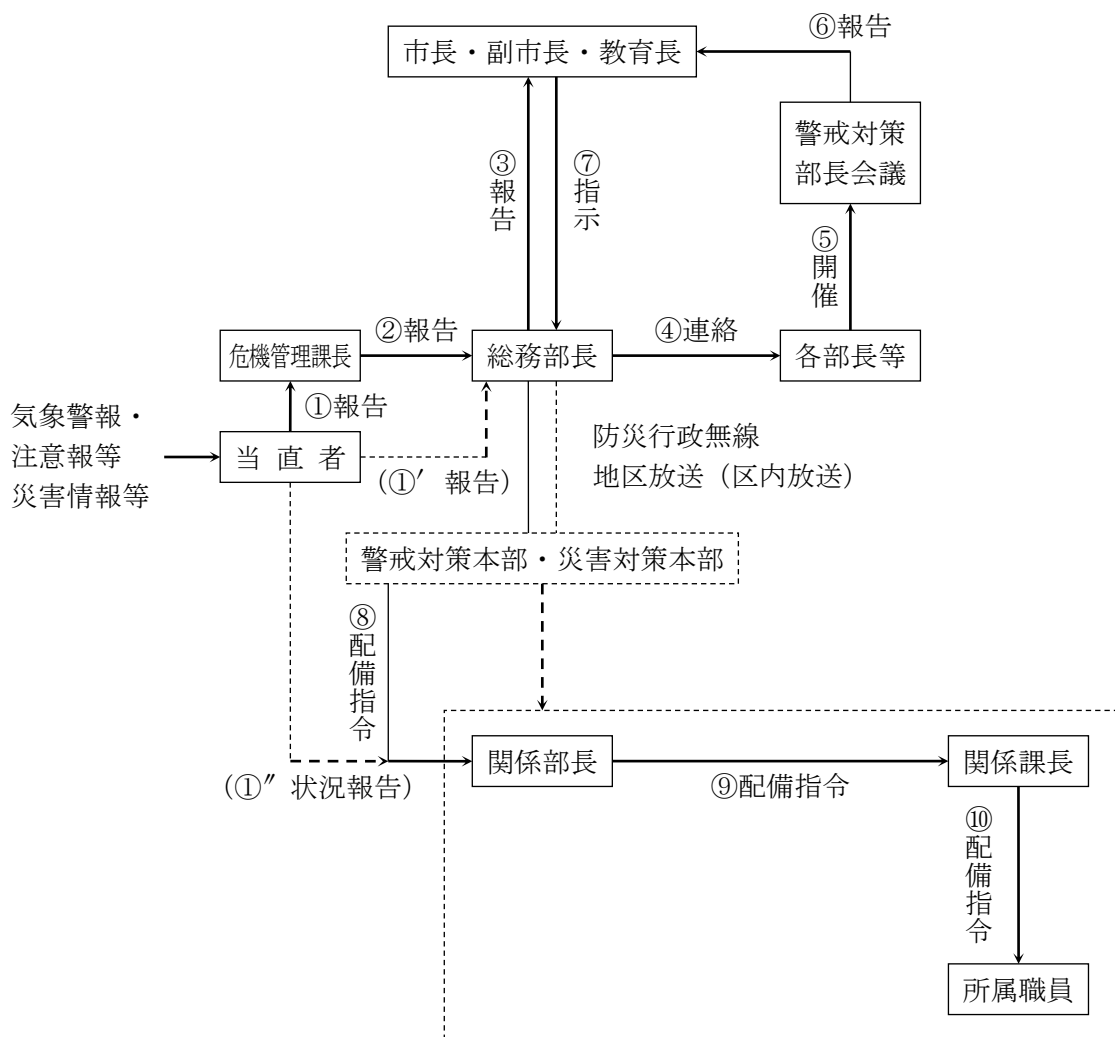 ⑥報告
市長・副市長・教育長
警戒対策
部長会議
③報告
⑦指示
⑤開催
②報告
④連絡
危機管理課長
総務部長
各部長等
①報告
気象警報・
注意報等
災害情報等
当 直 者
(①′ 報告)
防災行政無線
地区放送（区内放送）
警戒対策本部・災害対策本部
⑧配備指令
関係部長
関係課長
(①″ 状況報告)
⑨配備指令
⑩配備指令
所属職員